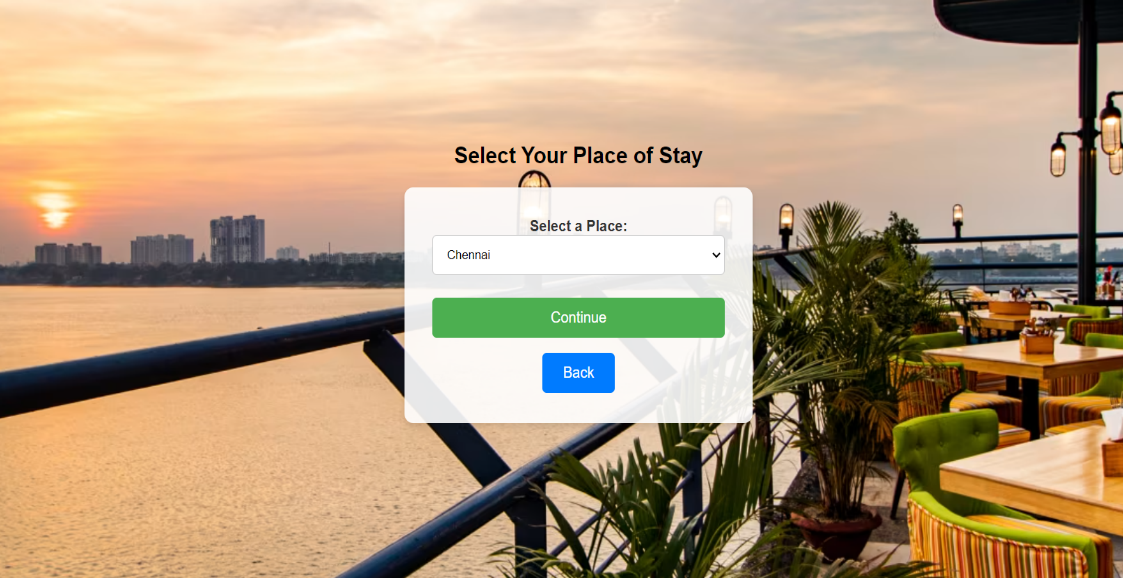 Select Your Place of Stay
Select a Place:
Chennai
Continue
Back